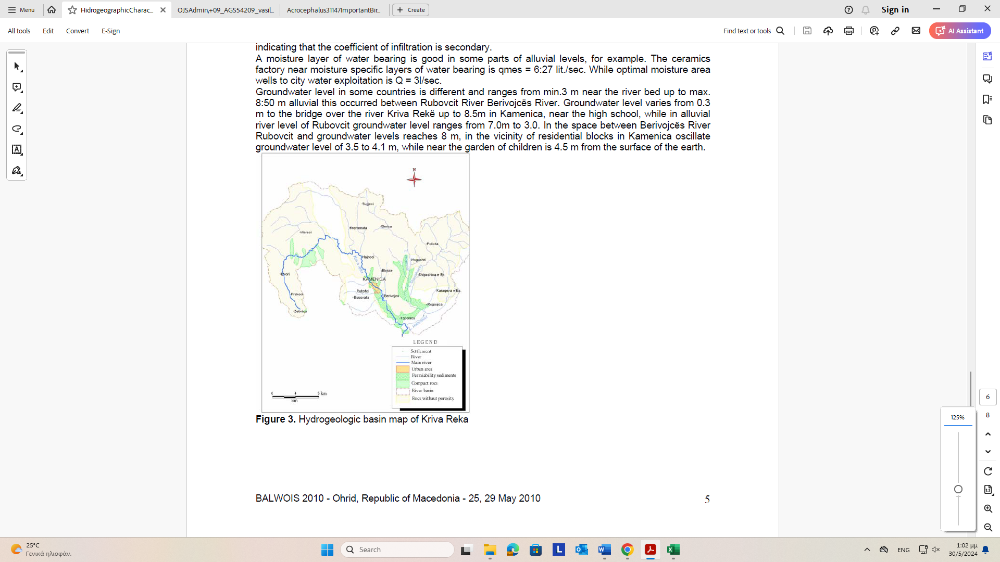 Menu
HidrogeographicCharac...
OJSAdmin,+09_AGS54209_vasil...
Acrocephalus31147ImportantBir...
Create
Sign in
All tools
Edit
Convert
E-Sign
Find text or tools
AI Assistant
indicating that the coefficient of infiltration is secondary.
A moisture layer of water bearing is good in some parts of alluvial levels, for example. The ceramics
factory near moisture specific layers of water bearing is qmes = 6:27 lit./sec. While optimal moisture area
wells to city water exploitation is Q = 3l/sec.
Groundwater level in some countries is different and ranges from min.3 m near the river bed up to max.
8:50 m alluvial this occurred between Rubovcit River Berivojcës River. Groundwater level varies from 0.3
m to the bridge over the river Kriva Rekë up to 8.5m in Kamenica, near the high school, while in alluvial
river level of Rubovcit groundwater level ranges from 7.0m to 3.0. In the space between Berivojcës River
Rubovcit and groundwater levels reaches 8 m, in the vicinity of residential blocks in Kamenica oscillate
groundwater level of 3.5 to 4.1 m, while near the garden of children is 4.5 m from the surface of the earth.
N
Tugeci
Kremenata
Gmica
Mareci
Policka
Hajnoci
Hogoshti
Kriva reka
Izvori
Besce
Shipashca e Ep.
KAMENICA
Rubofci
Karaqeva e Ep.
Prekoci
Busovata
Berivojca
Rogoqica
Zebnica
Toponica
LEGEND
Settlement
River
Main river
Urban area
Permiability sediments
Compact rocs
River basin
Rocs withaut porosity
0 4 8 km
km
Figure 3. Hydrogeologic basin map of Kriva Reka
BALWOIS 2010 - Ohrid, Republic of Macedonia - 25, 29 May 2010
5
6
8
125%
25°C
Γενικά ηλιοφάν.
Search
ENG
1:02 μμ
30/5/2024